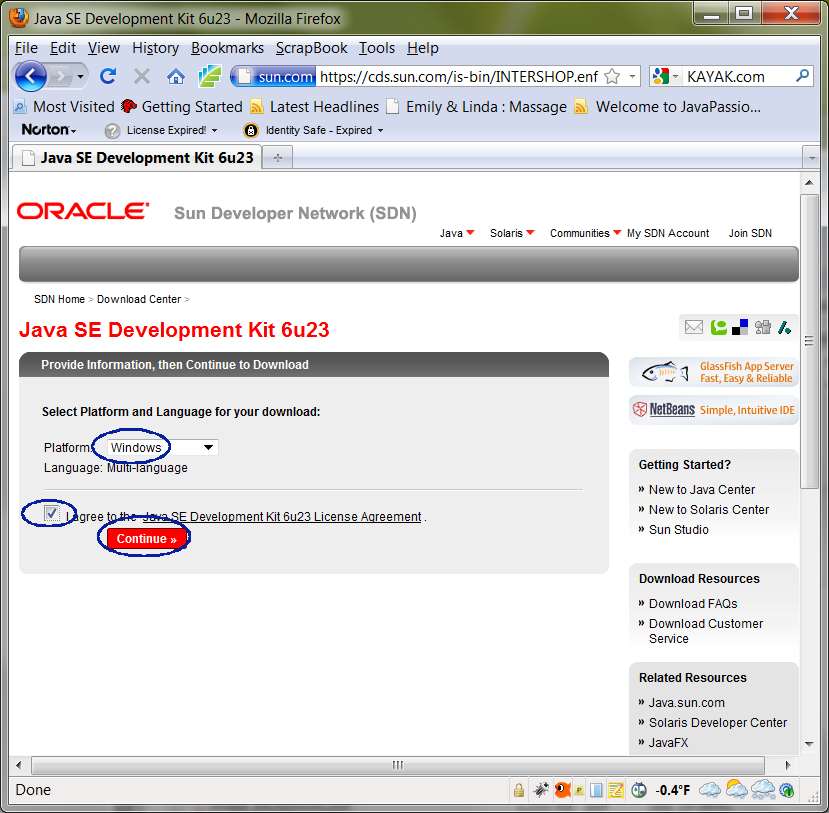 Java SE Development Kit 6u23 - Mozilla Firefox
File Edit View History Bookmarks ScrapBook Tools Help
sun.com https://cds.sun.com/is-bin/INTERSHOP.enf KAYAK.com
Most Visited Getting Started Latest Headlines Emily & Linda : Massage Welcome to JavaPassio...
Norton License Expired! Identity Safe - Expired
Java SE Development Kit 6u23
ORACLE Sun Developer Network (SDN)
Java Solaris Communities My SDN Account Join SDN
SDN Home > Download Center >
Java SE Development Kit 6u23
Provide Information, then Continue to Download
Select Platform and Language for your download:
Platform: Windows
Language: Multi-language
I agree to the Java SE Development Kit 6u23 License Agreement .
Continue »
GlassFish App Server
Fast, Easy & Reliable
NetBeans Simple, Intuitive IDE
Getting Started?
» New to Java Center
» New to Solaris Center
» Sun Studio
Download Resources
» Download FAQs
» Download Customer
Service
Related Resources
» Java.sun.com
» Solaris Developer Center
» JavaFX
Done -0.4°F